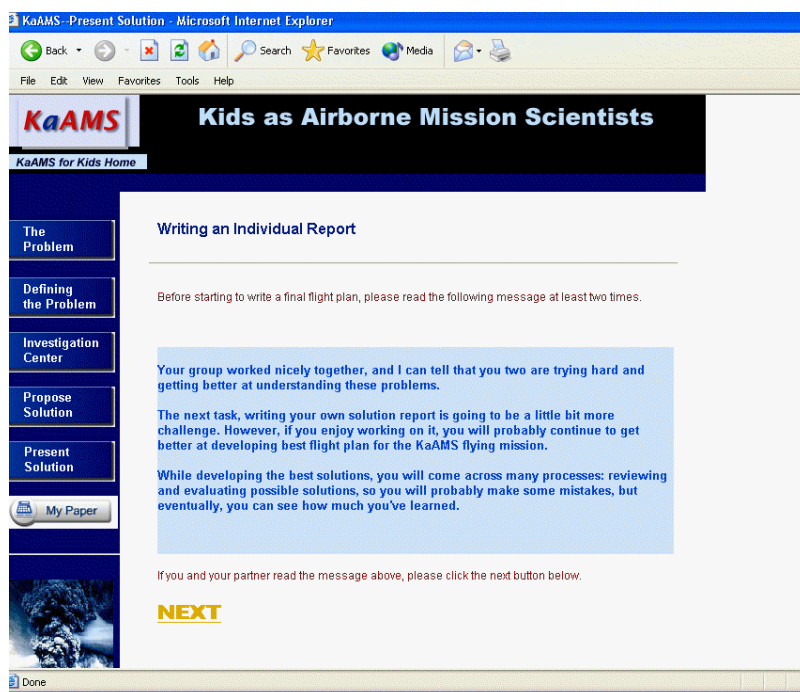 KaAMS--Present Solution - Microsoft Internet Explorer
Back Search Favorites Media
File Edit View Favorites Tools Help
KaAMS
Kids as Airborne Mission Scientists
KaAMS for Kids Home
The
Problem
Defining
the Problem
Investigation
Center
Propose
Solution
Present
Solution
My Paper
Writing an Individual Report
Before starting to write a final flight plan, please read the following message at least two times.
Your group worked nicely together, and I can tell that you two are trying hard and
getting better at understanding these problems.
The next task, writing your own solution report is going to be a little bit more
challenge. However, if you enjoy working on it, you will probably continue to get
better at developing best flight plan for the KaAMS flying mission.
While developing the best solutions, you will come across many processes: reviewing
and evaluating possible solutions, so you will probably make some mistakes, but
eventually, you can see how much you've learned.
If you and your partner read the message above, please click the next button below.
NEXT
Done